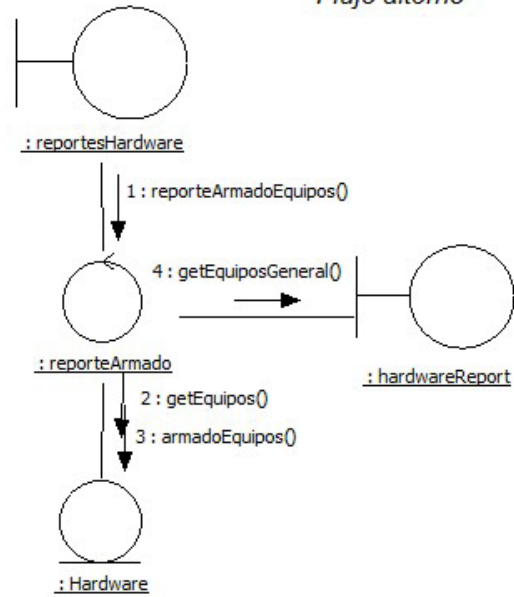 Flujo alterno
: reportesHardware
1 : reporteArmadoEquipos()
4 : getEquiposGeneral()
: reporteArmado
: hardwareReport
2 : getEquipos()
3 : armadoEquipos()
: Hardware